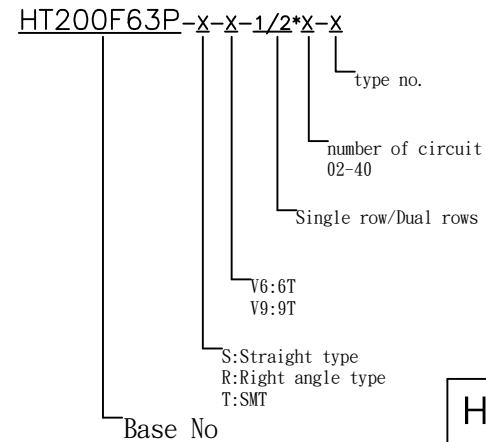 HT200F63P-X-X-1/2*X-X
type no.
number of circuit
02-40
Single row/Dual rows
V6:6T
V9:9T
S:Straight type
R:Right angle type
T:SMT
Base No
H